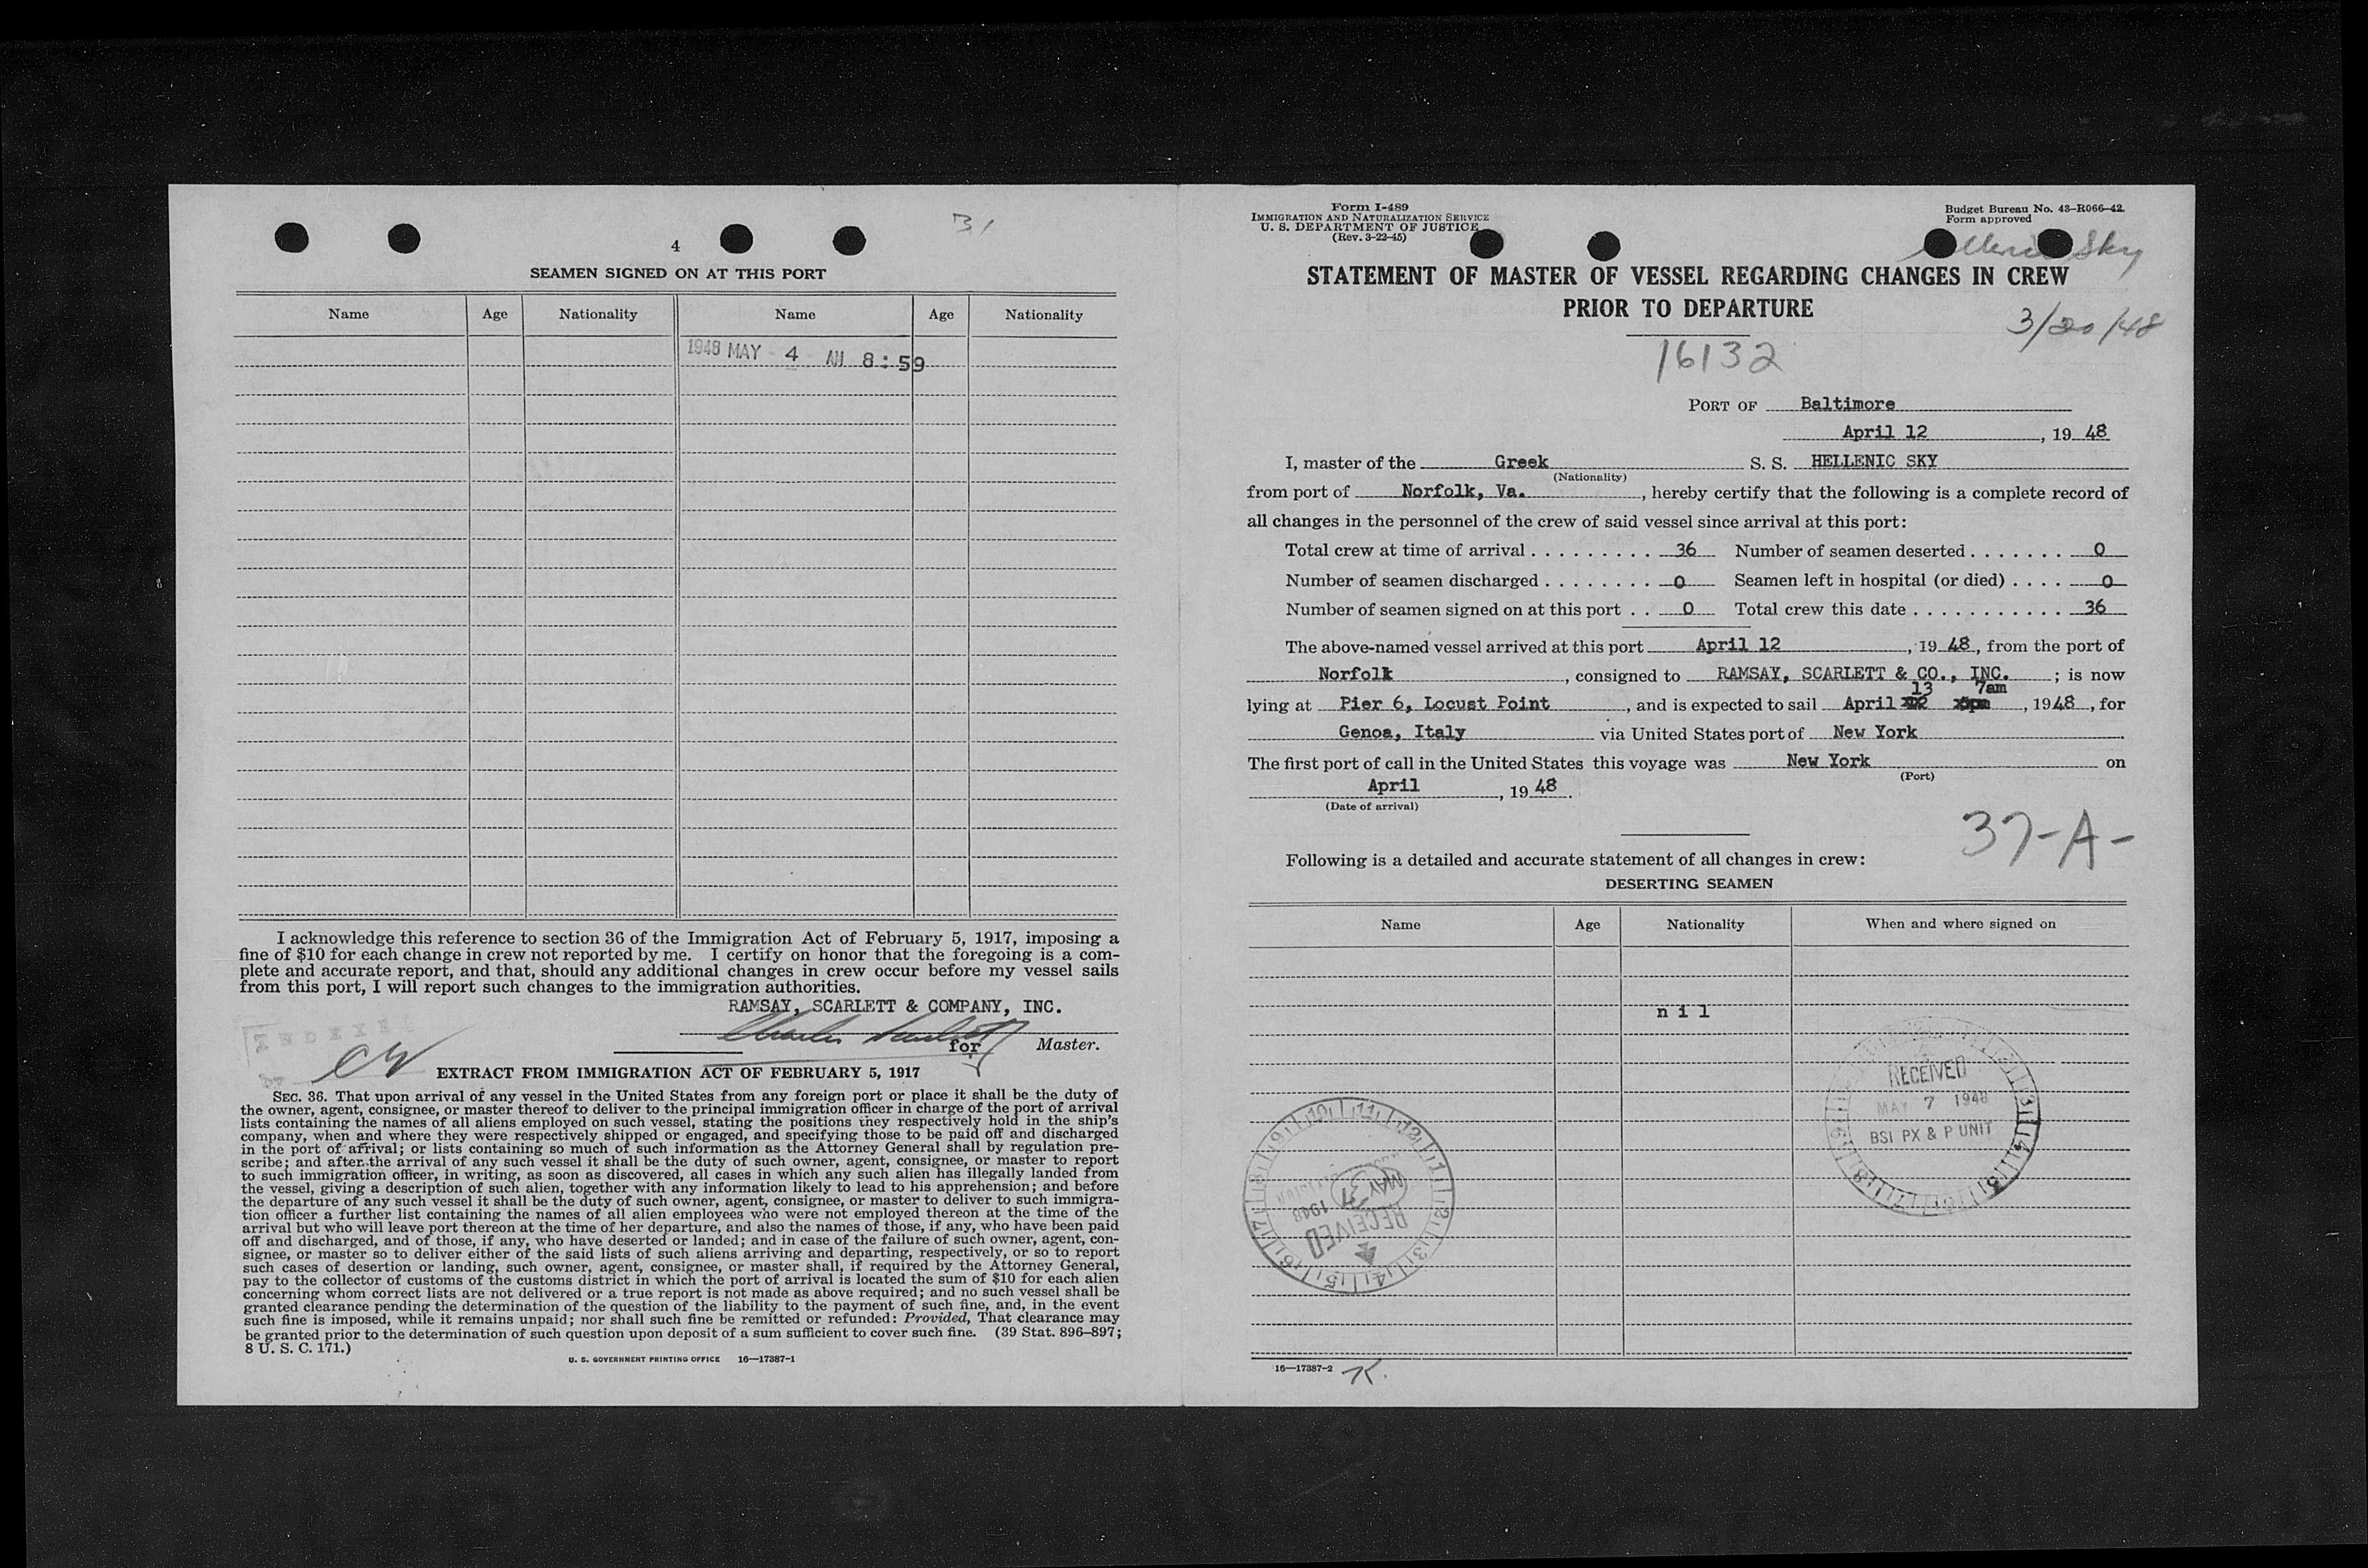 31
4
SEAMEN SIGNED ON AT THIS PORT
Name Age Nationality Name Age Nationality
1948 MAY 4 AM 8:59
I acknowledge this reference to section 36 of the Immigration Act of February 5, 1917, imposing a
fine of $10 for each change in crew not reported by me. I certify on honor that the foregoing is a com-
plete and accurate report, and that, should any additional changes in crew occur before my vessel sails
from this port, I will report such changes to the immigration authorities.
RAMSAY, SCARLETT & COMPANY, INC.
for Master.
INDEXED
EXTRACT FROM IMMIGRATION ACT OF FEBRUARY 5, 1917
SEC. 36. That upon arrival of any vessel in the United States from any foreign port or place it shall be the duty of
the owner, agent, consignee, or master thereof to deliver to the principal immigration officer in charge of the port of arrival
lists containing the names of all aliens employed on such vessel, stating the positions they respectively hold in the ship's
company, when and where they were respectively shipped or engaged, and specifying those to be paid off and discharged
in the port of arrival; or lists containing so much of such information as the Attorney General shall by regulation pre-
scribe; and after the arrival of any such vessel it shall be the duty of such owner, agent, consignee, or master to report
to such immigration officer, in writing, as soon as discovered, all cases in which any such alien has illegally landed from
the vessel, giving a description of such alien, together with any information likely to lead to his apprehension; and before
the departure of any such vessel it shall be the duty of such owner, agent, consignee, or master to deliver to such immigra-
tion officer a further list containing the names of all alien employees who were not employed thereon at the time of the
arrival but who will leave port thereon at the time of her departure, and also the names of those, if any, who have been paid
off and discharged, and of those, if any, who have deserted or landed; and in case of the failure of such owner, agent, con-
signee, or master so to deliver either of the said lists of such aliens arriving and departing, respectively, or so to report
such cases of desertion or landing, such owner, agent, consignee, or master shall, if required by the Attorney General,
pay to the collector of customs of the customs district in which the port of arrival is located the sum of $10 for each alien
concerning whom correct lists are not delivered or a true report is not made as above required; and no such vessel shall be
granted clearance pending the determination of the question of the liability to the payment of such fine, and, in the event
such fine is imposed, while it remains unpaid; nor shall such fine be remitted or refunded: Provided, That clearance may
be granted prior to the determination of such question upon deposit of a sum sufficient to cover such fine. (39 Stat. 896–897;
8 U. S. C. 171.)
U. S. GOVERNMENT PRINTING OFFICE 16—17387-1
Form I-489
IMMIGRATION AND NATURALIZATION SERVICE
U. S. DEPARTMENT OF JUSTICE
(Rev. 3-22-45)
Budget Bureau No. 43-R066-42.
Form approved
Sky
STATEMENT OF MASTER OF VESSEL REGARDING CHANGES IN CREW
PRIOR TO DEPARTURE
3/20/48
16132
PORT OF Baltimore
April 12, 1948
I, master of the Greek S. S. HELLENIC SKY
(Nationality)
from port of Norfolk, Va., hereby certify that the following is a complete record of
all changes in the personnel of the crew of said vessel since arrival at this port:
Total crew at time of arrival . . . . . . . . . 36 Number of seamen deserted . . . . . . . 0
Number of seamen discharged . . . . . . . . 0 Seamen left in hospital (or died) . . . . 0
Number of seamen signed on at this port . . 0 Total crew this date . . . . . . . . . . . . 36
The above-named vessel arrived at this port April 12, 1948, from the port of
Norfolk, consigned to RAMSAY, SCARLETT & CO., INC. ; is now
13 7am
lying at Pier 6, Locust Point, and is expected to sail April 12 5pm, 1948, for
Genoa, Italy via United States port of New York
The first port of call in the United States this voyage was New York on
(Port)
April, 1948.
(Date of arrival)
37-A-
Following is a detailed and accurate statement of all changes in crew:
DESERTING SEAMEN
Name Age Nationality When and where signed on
nil
RECEIVED
MAY 7 1948
BSI PX & P UNIT
RECEIVED
MAY
1948
16—17387-2